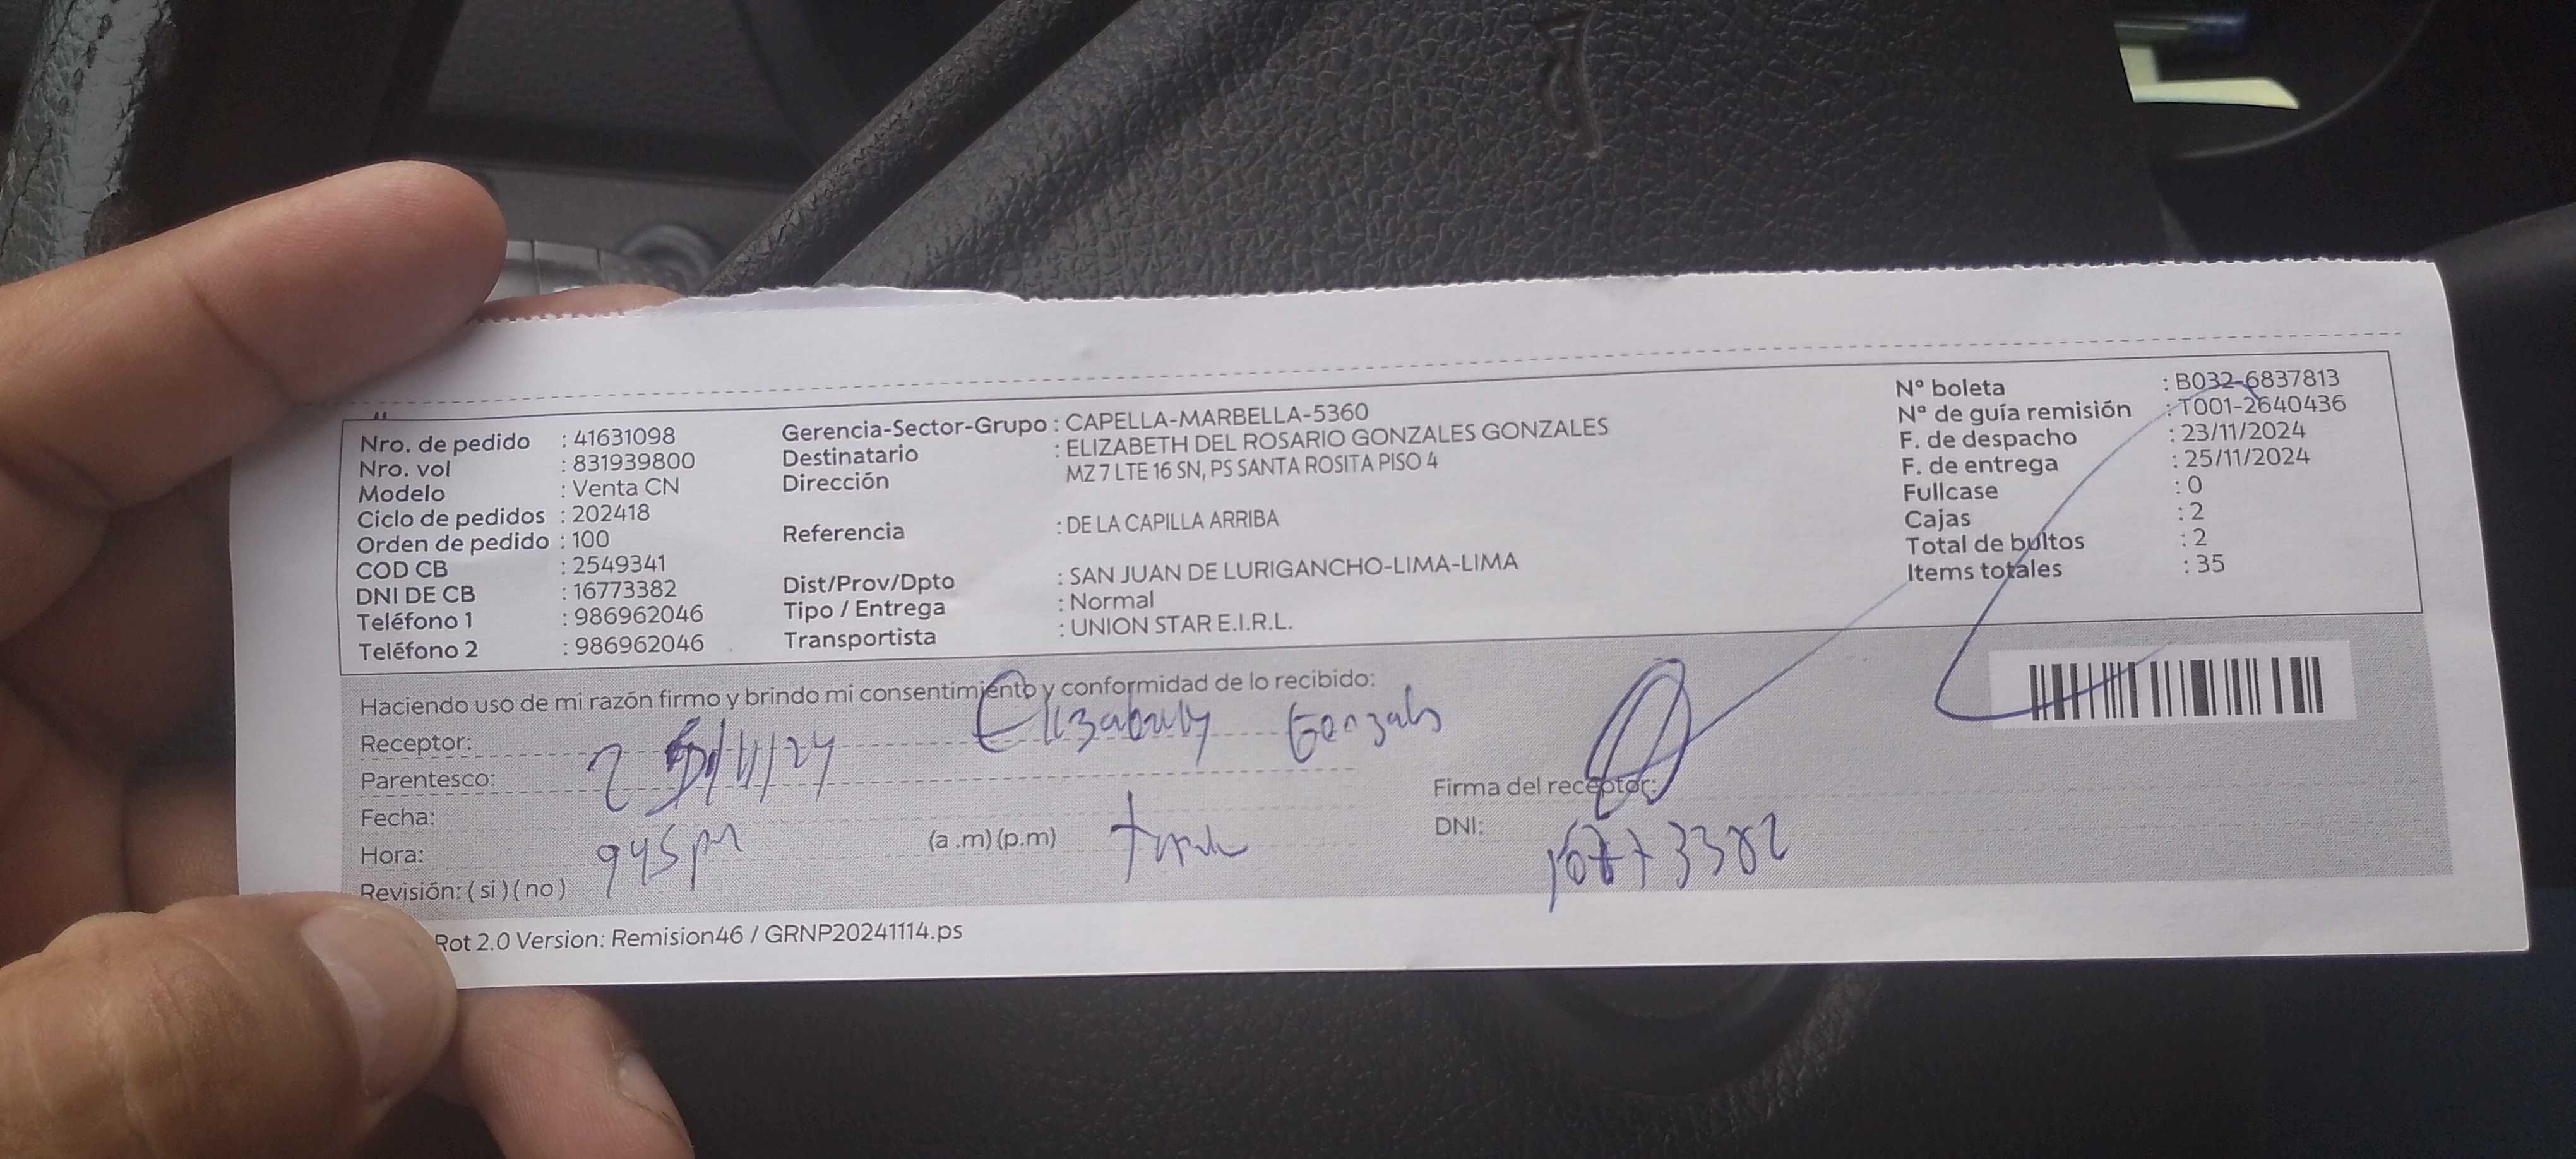 Nro. de pedido : 41631098
Nro. vol : 831939800
Modelo : Venta CN
Ciclo de pedidos : 202418
Orden de pedido : 100
COD CB : 2549341
DNI DE CB : 16773382
Teléfono 1 : 986962046
Teléfono 2 : 986962046
Gerencia-Sector-Grupo : CAPELLA-MARBELLA-5360
Destinatario : ELIZABETH DEL ROSARIO GONZALES GONZALES
Dirección MZ 7 LTE 16 SN, PS SANTA ROSITA PISO 4
Referencia : DE LA CAPILLA ARRIBA
Dist/Prov/Dpto : SAN JUAN DE LURIGANCHO-LIMA-LIMA
Tipo / Entrega : Normal
Transportista : UNION STAR E.I.R.L.
N° boleta : B032-6837813
N° de guía remisión : T001-2640436
F. de despacho : 23/11/2024
F. de entrega : 25/11/2024
Fullcase : 0
Cajas : 2
Total de bultos : 2
Items totales : 35
Haciendo uso de mi razón firmo y brindo mi consentimiento y conformidad de lo recibido:
Receptor:
Gonzales
Parentesco:
25/11/24
Fecha:
Hora: 945 pm (a.m)(p.m)
Revisión: (si) (no)
Firma del receptor:
DNI: 16773382
Rot 2.0 Version: Remision46 / GRNP20241114.ps